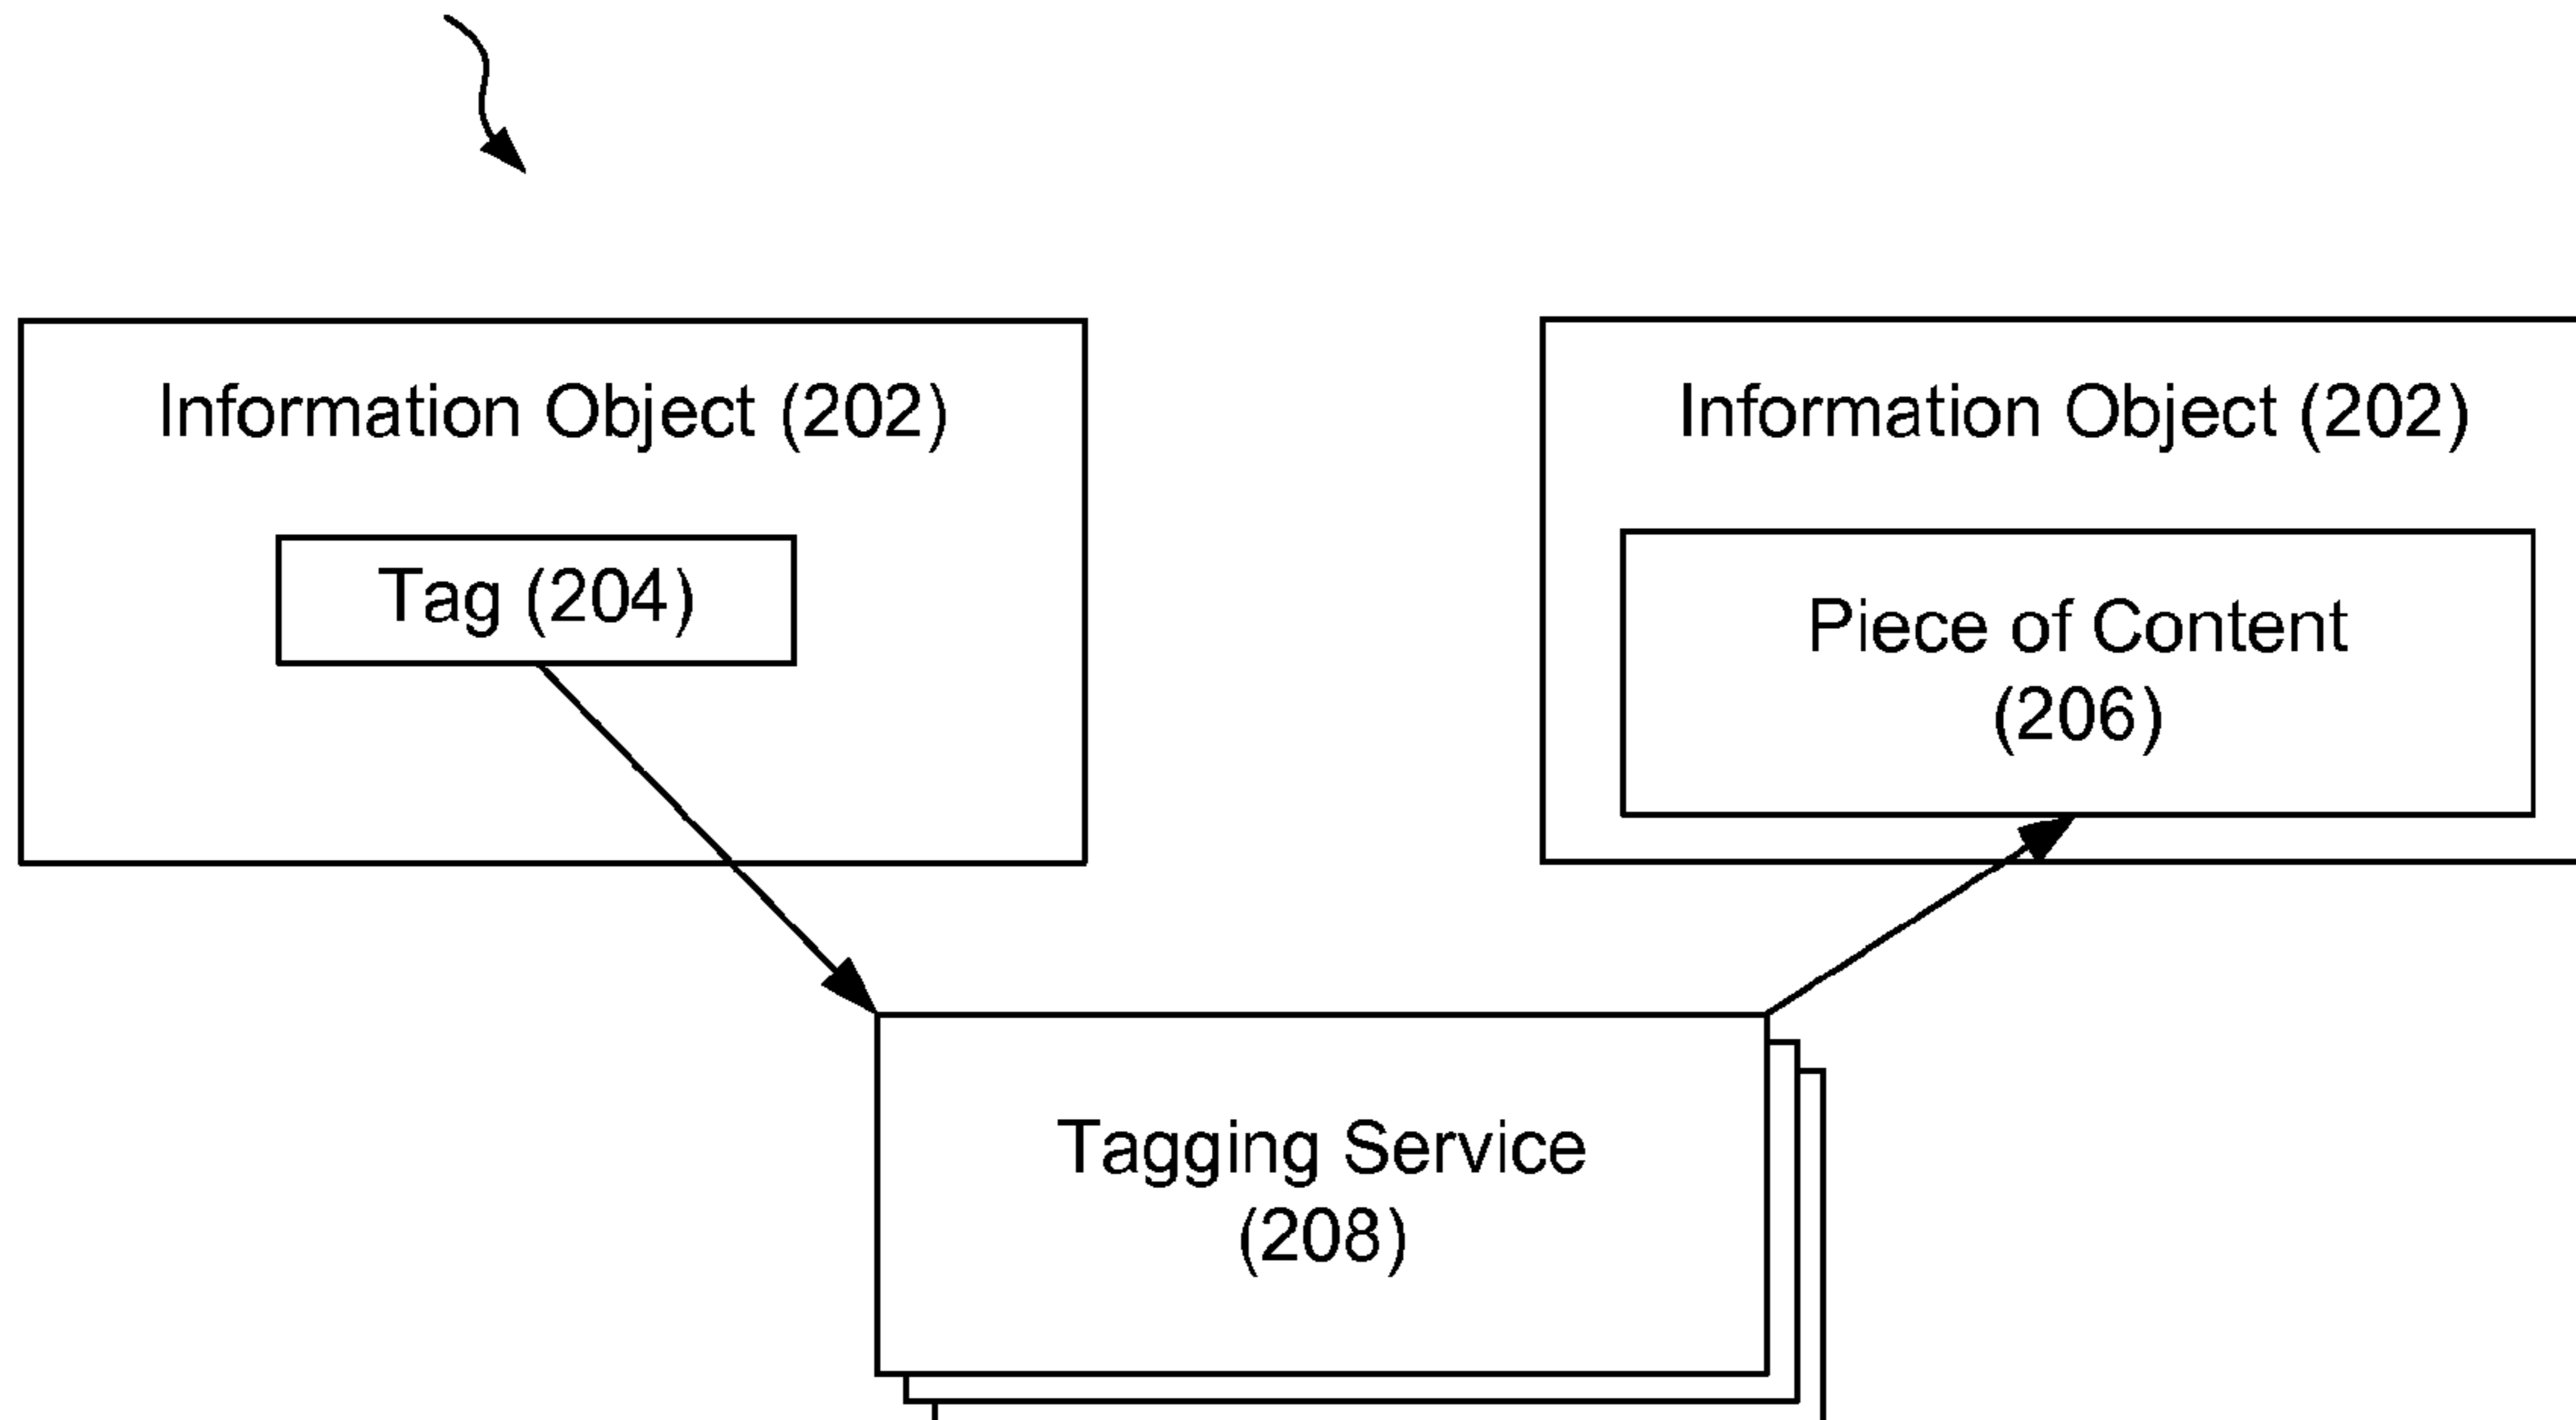 Information Object (202)
Tag (204)
Information Object (202)
Piece of Content
(206)
Tagging Service
(208)